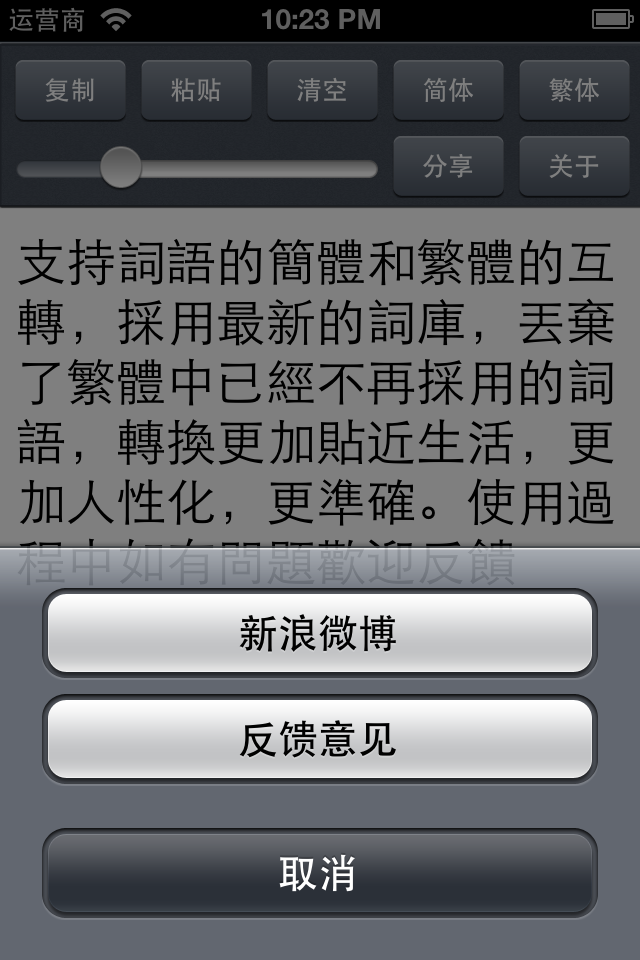 运营商 10:23 PM
复制 粘贴 清空 简体 繁体
分享 关于
支持詞語的簡體和繁體的互
轉，採用最新的詞庫，丟棄
了繁體中已經不再採用的詞
語，轉換更加貼近生活，更
加人性化，更準確。使用過
程中如有問題歡迎反饋
新浪微博
反馈意见
取消